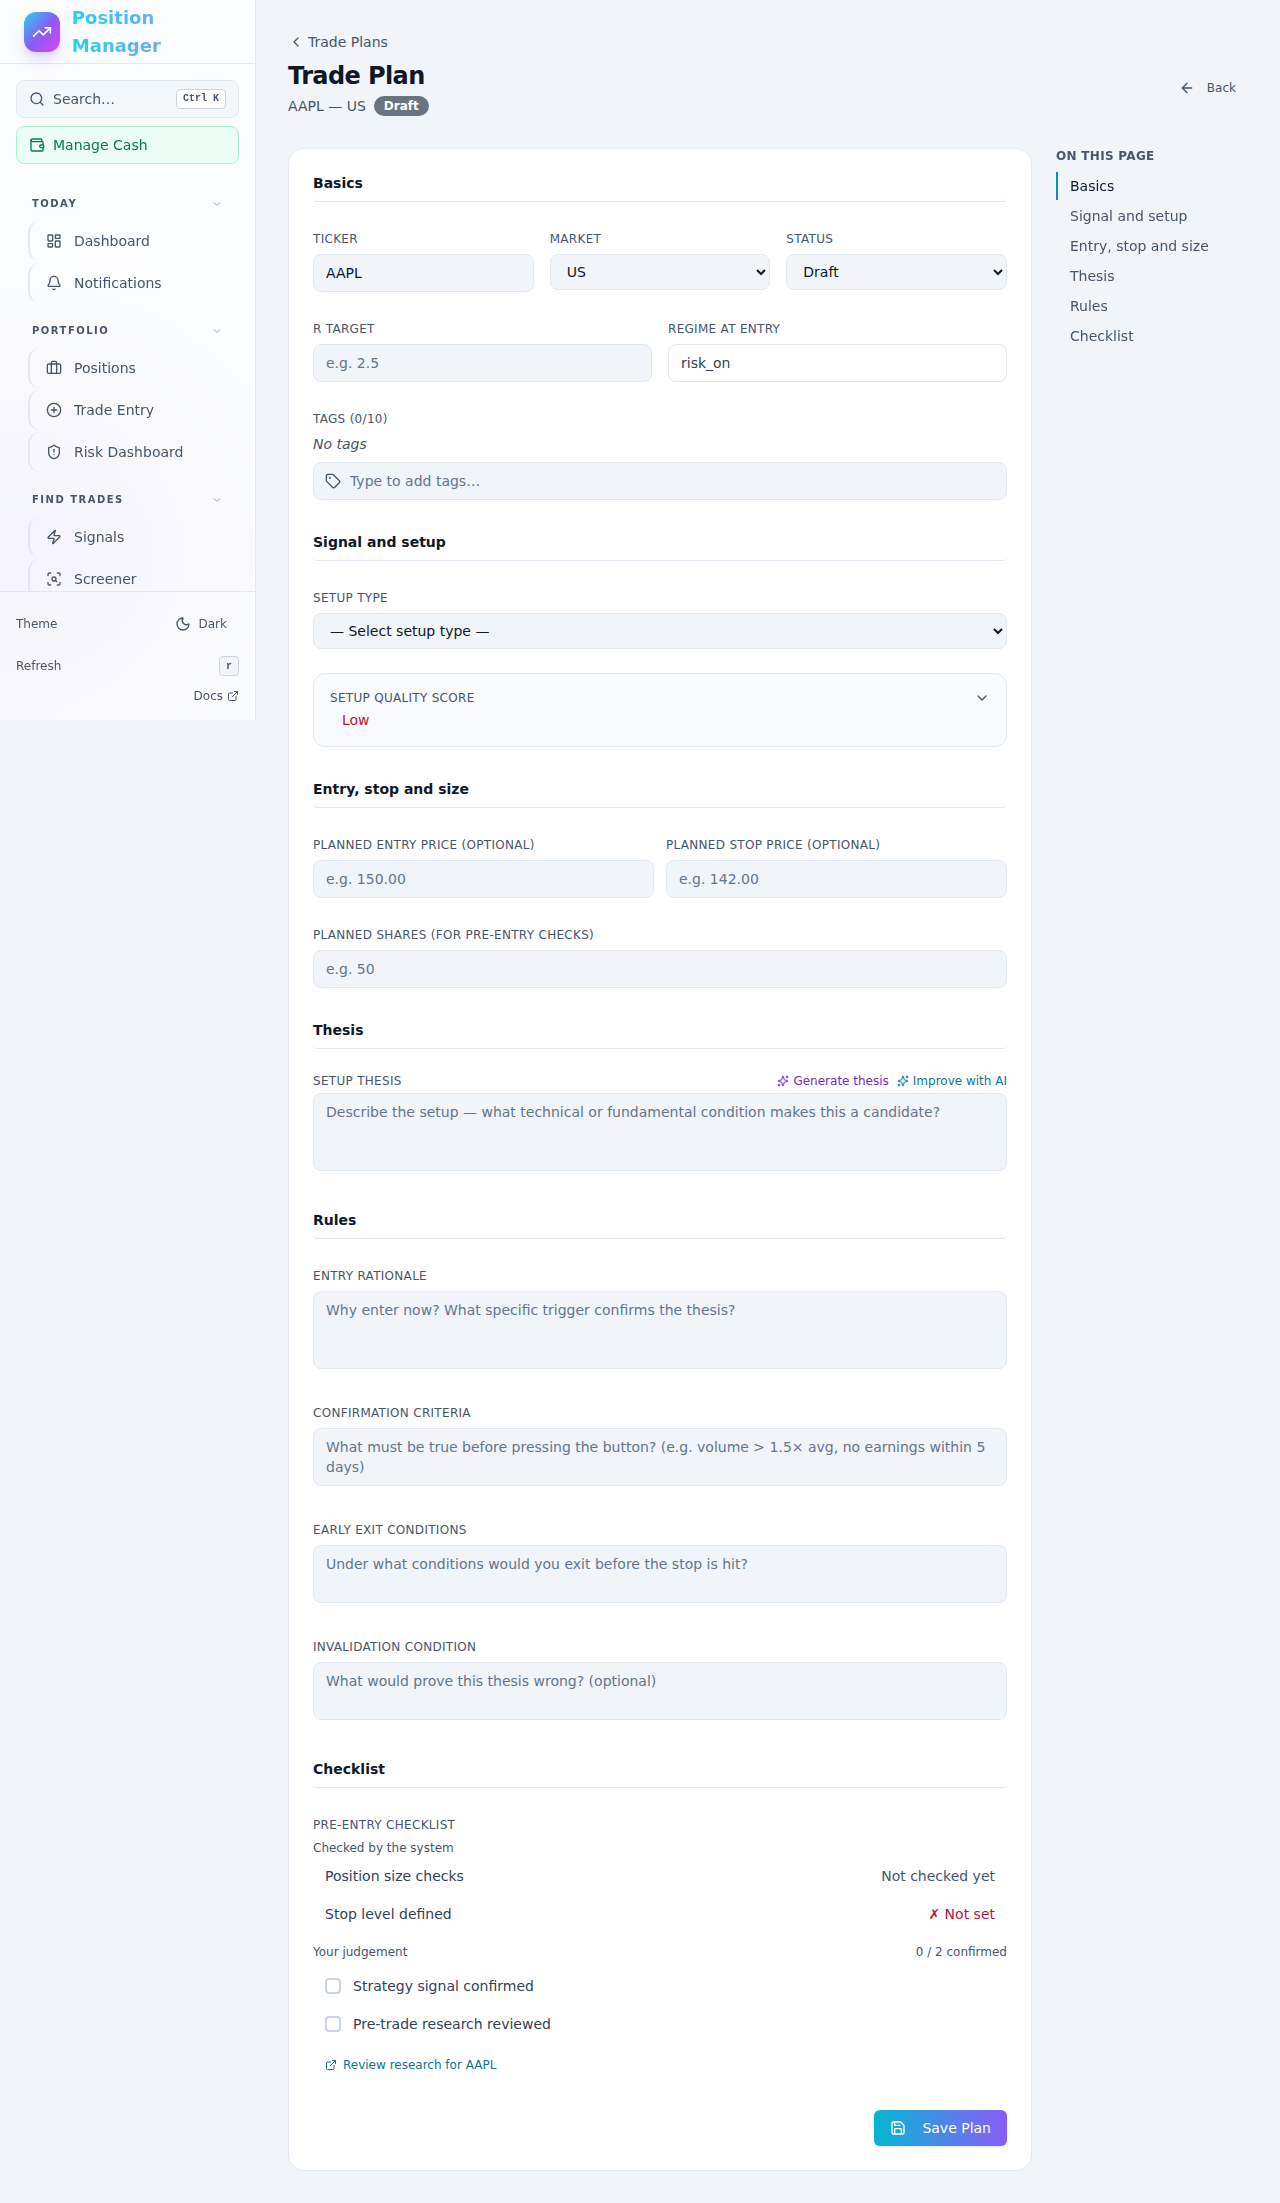 Position
Manager
Search...
Ctrl K
Manage Cash
TODAY
Dashboard
Notifications
PORTFOLIO
Positions
Trade Entry
Risk Dashboard
FIND TRADES
Signals
Screener
Theme
Dark
Refresh
r
Docs
Trade Plans
Trade Plan
AAPL — US Draft
Back
Basics
TICKER MARKET STATUS
AAPL US Draft
R TARGET REGIME AT ENTRY
e.g. 2.5 risk_on
TAGS (0/10)
No tags
Type to add tags...
Signal and setup
SETUP TYPE
— Select setup type —
SETUP QUALITY SCORE
Low
Entry, stop and size
PLANNED ENTRY PRICE (OPTIONAL) PLANNED STOP PRICE (OPTIONAL)
e.g. 150.00 e.g. 142.00
PLANNED SHARES (FOR PRE-ENTRY CHECKS)
e.g. 50
Thesis
SETUP THESIS Generate thesis Improve with AI
Describe the setup — what technical or fundamental condition makes this a candidate?
Rules
ENTRY RATIONALE
Why enter now? What specific trigger confirms the thesis?
CONFIRMATION CRITERIA
What must be true before pressing the button? (e.g. volume > 1.5× avg, no earnings within 5
days)
EARLY EXIT CONDITIONS
Under what conditions would you exit before the stop is hit?
INVALIDATION CONDITION
What would prove this thesis wrong? (optional)
Checklist
PRE-ENTRY CHECKLIST
Checked by the system
Position size checks Not checked yet
Stop level defined ✗ Not set
Your judgement 0 / 2 confirmed
Strategy signal confirmed
Pre-trade research reviewed
Review research for AAPL
Save Plan
ON THIS PAGE
Basics
Signal and setup
Entry, stop and size
Thesis
Rules
Checklist